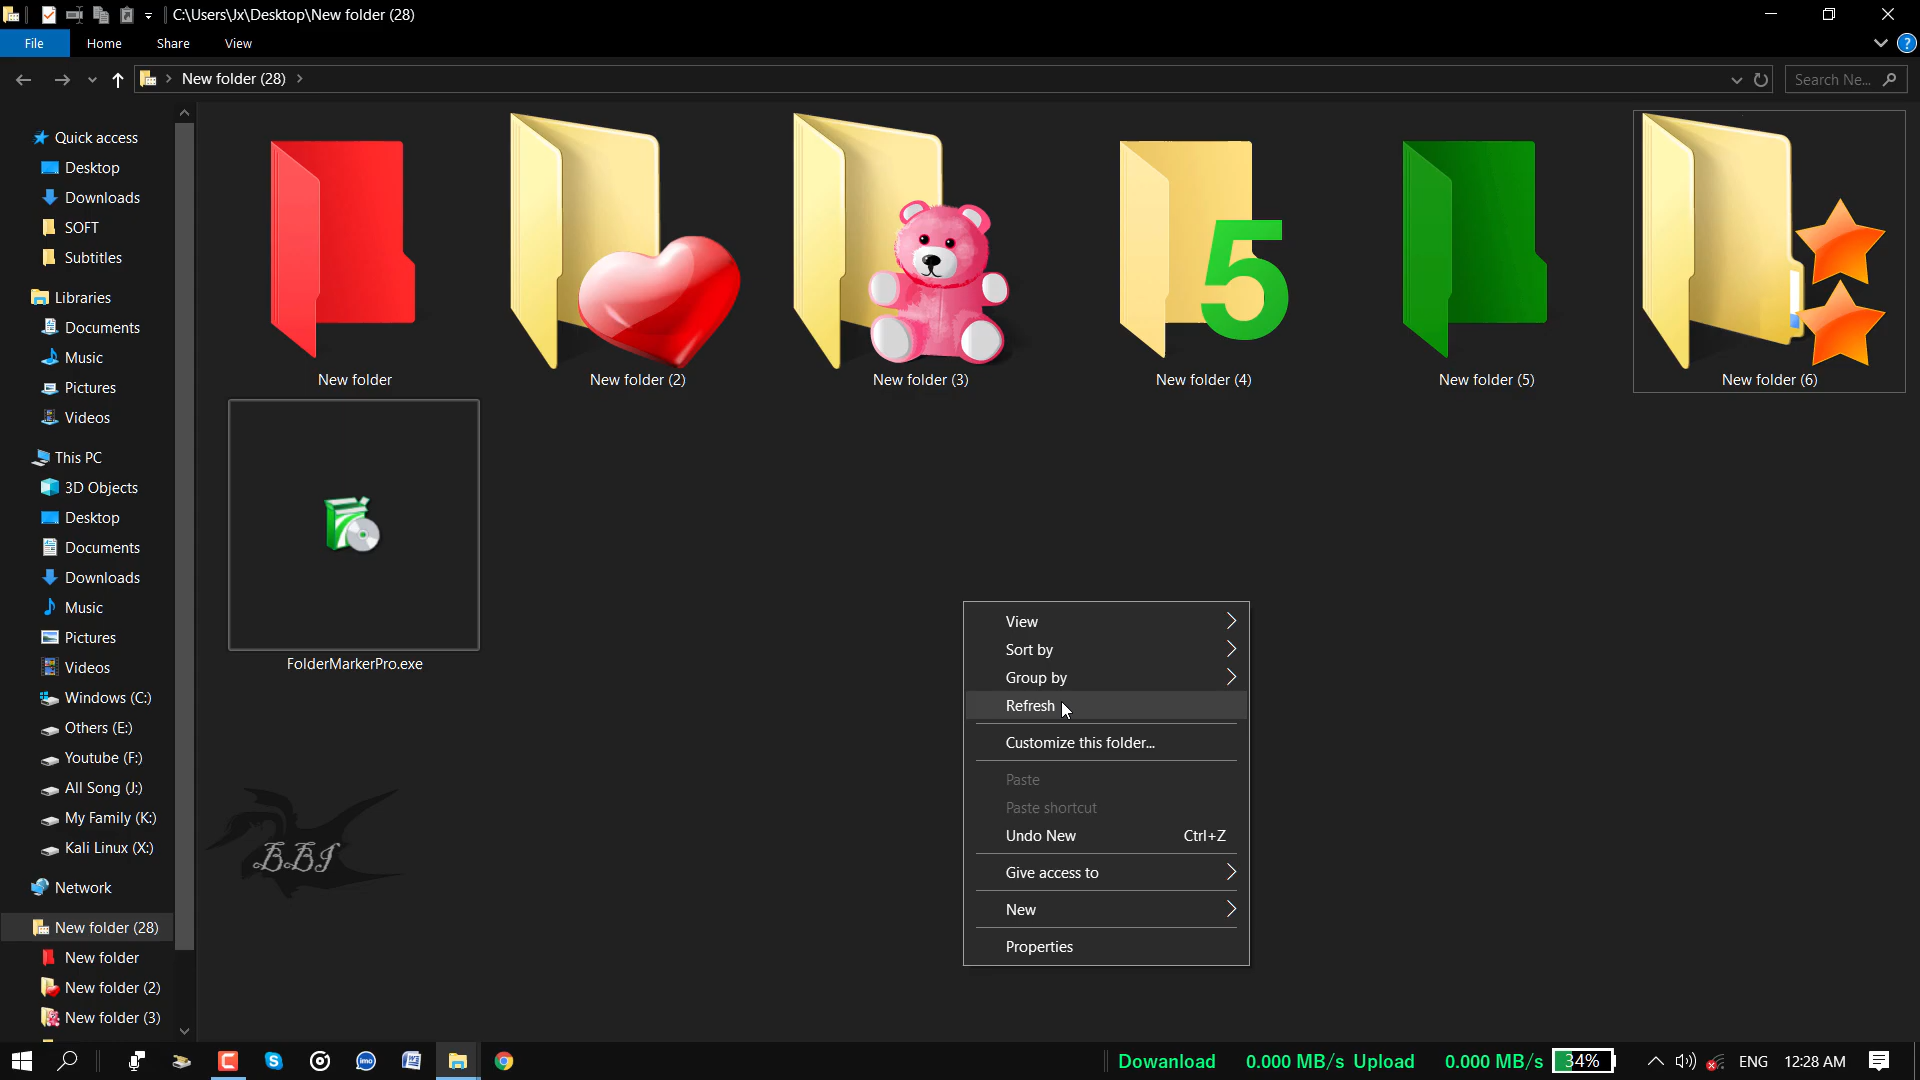 C:\Users\Jx\Desktop\New folder (28)
File Home Share View
New folder (28)
Search Ne...
Quick access
Desktop
Downloads
SOFT
Subtitles
Libraries
Documents
Music
Pictures
Videos
This PC
3D Objects
Desktop
Documents
Downloads
Music
Pictures
Videos
Windows (C:)
Others (E:)
Youtube (F:)
All Song (J:)
My Family (K:)
Kali Linux (X:)
Network
New folder (28)
New folder
New folder (2)
New folder (3)
5
New folder New folder (2) New folder (3) New folder (4) New folder (5) New folder (6)
FolderMarkerPro.exe
BBJ
View
Sort by
Group by
Refresh
Customize this folder...
Paste
Paste shortcut
Undo New Ctrl+Z
Give access to
New
Properties
imo
Dowanload 0.000 MB/s Upload 0.000 MB/s 34% ENG 12:28 AM